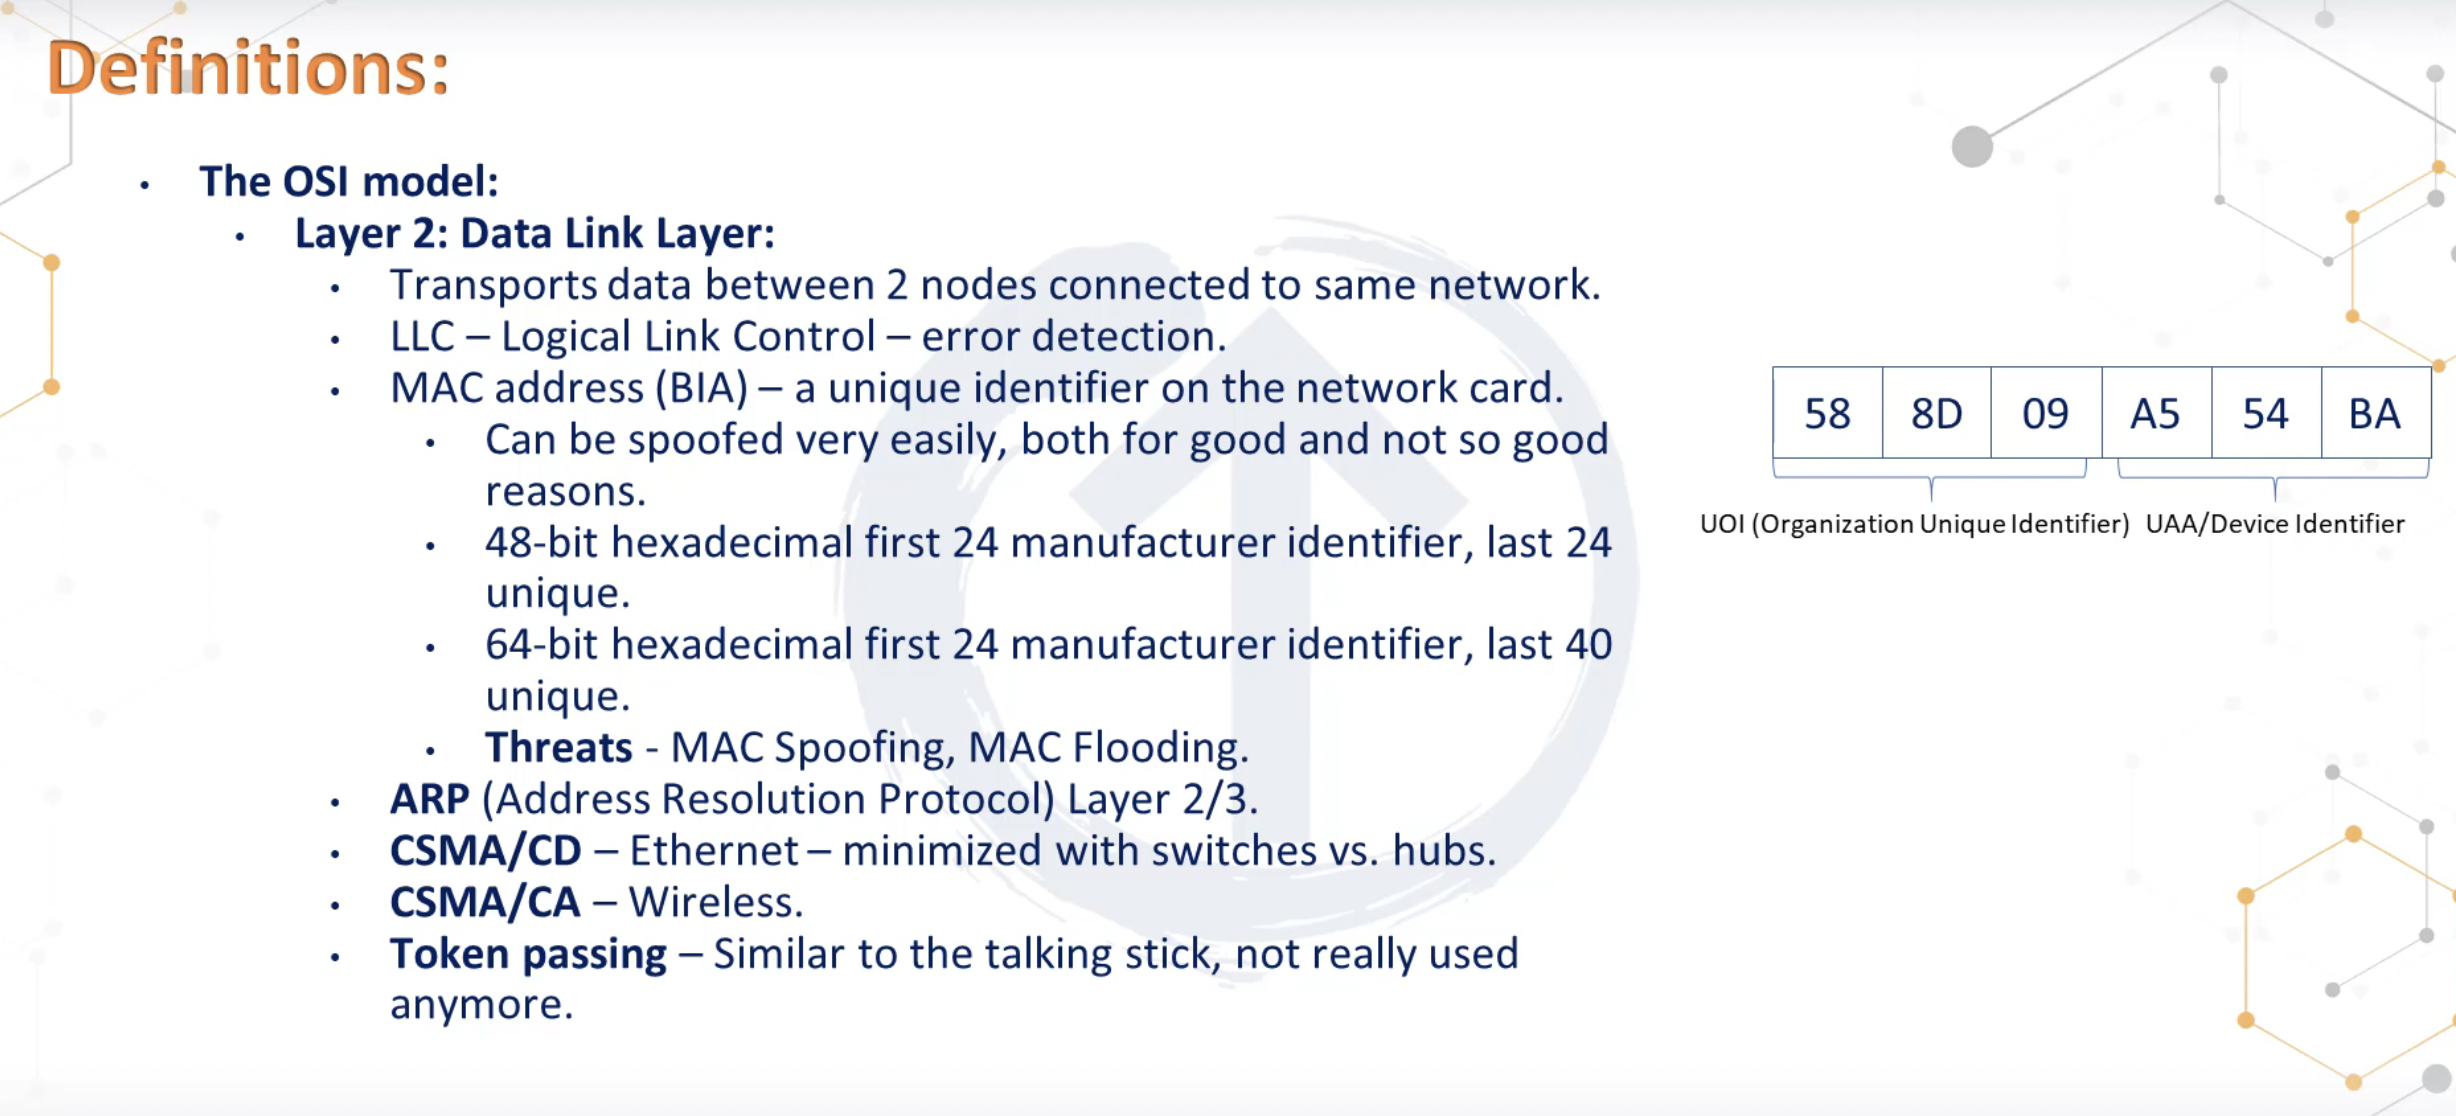 Definitions:
• The OSI model:
• Layer 2: Data Link Layer:
• Transports data between 2 nodes connected to same network.
• LLC – Logical Link Control – error detection.
• MAC address (BIA) – a unique identifier on the network card.
• Can be spoofed very easily, both for good and not so good
reasons.
• 48-bit hexadecimal first 24 manufacturer identifier, last 24
unique.
• 64-bit hexadecimal first 24 manufacturer identifier, last 40
unique.
• Threats - MAC Spoofing, MAC Flooding.
• ARP (Address Resolution Protocol) Layer 2/3.
• CSMA/CD – Ethernet – minimized with switches vs. hubs.
• CSMA/CA – Wireless.
• Token passing – Similar to the talking stick, not really used
anymore.
58 8D 09 A5 54 BA
UOI (Organization Unique Identifier) UAA/Device Identifier